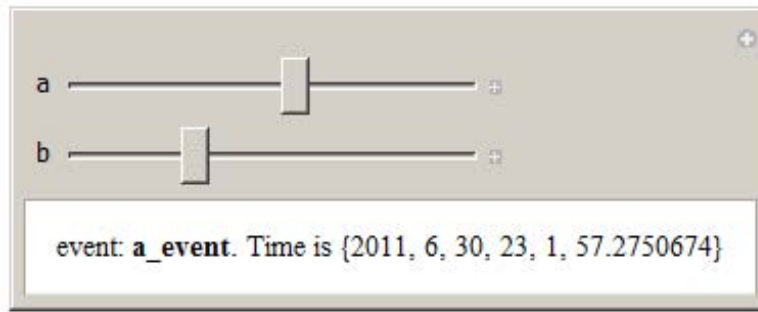 a
b
event: a_event. Time is {2011, 6, 30, 23, 1, 57.2750674}